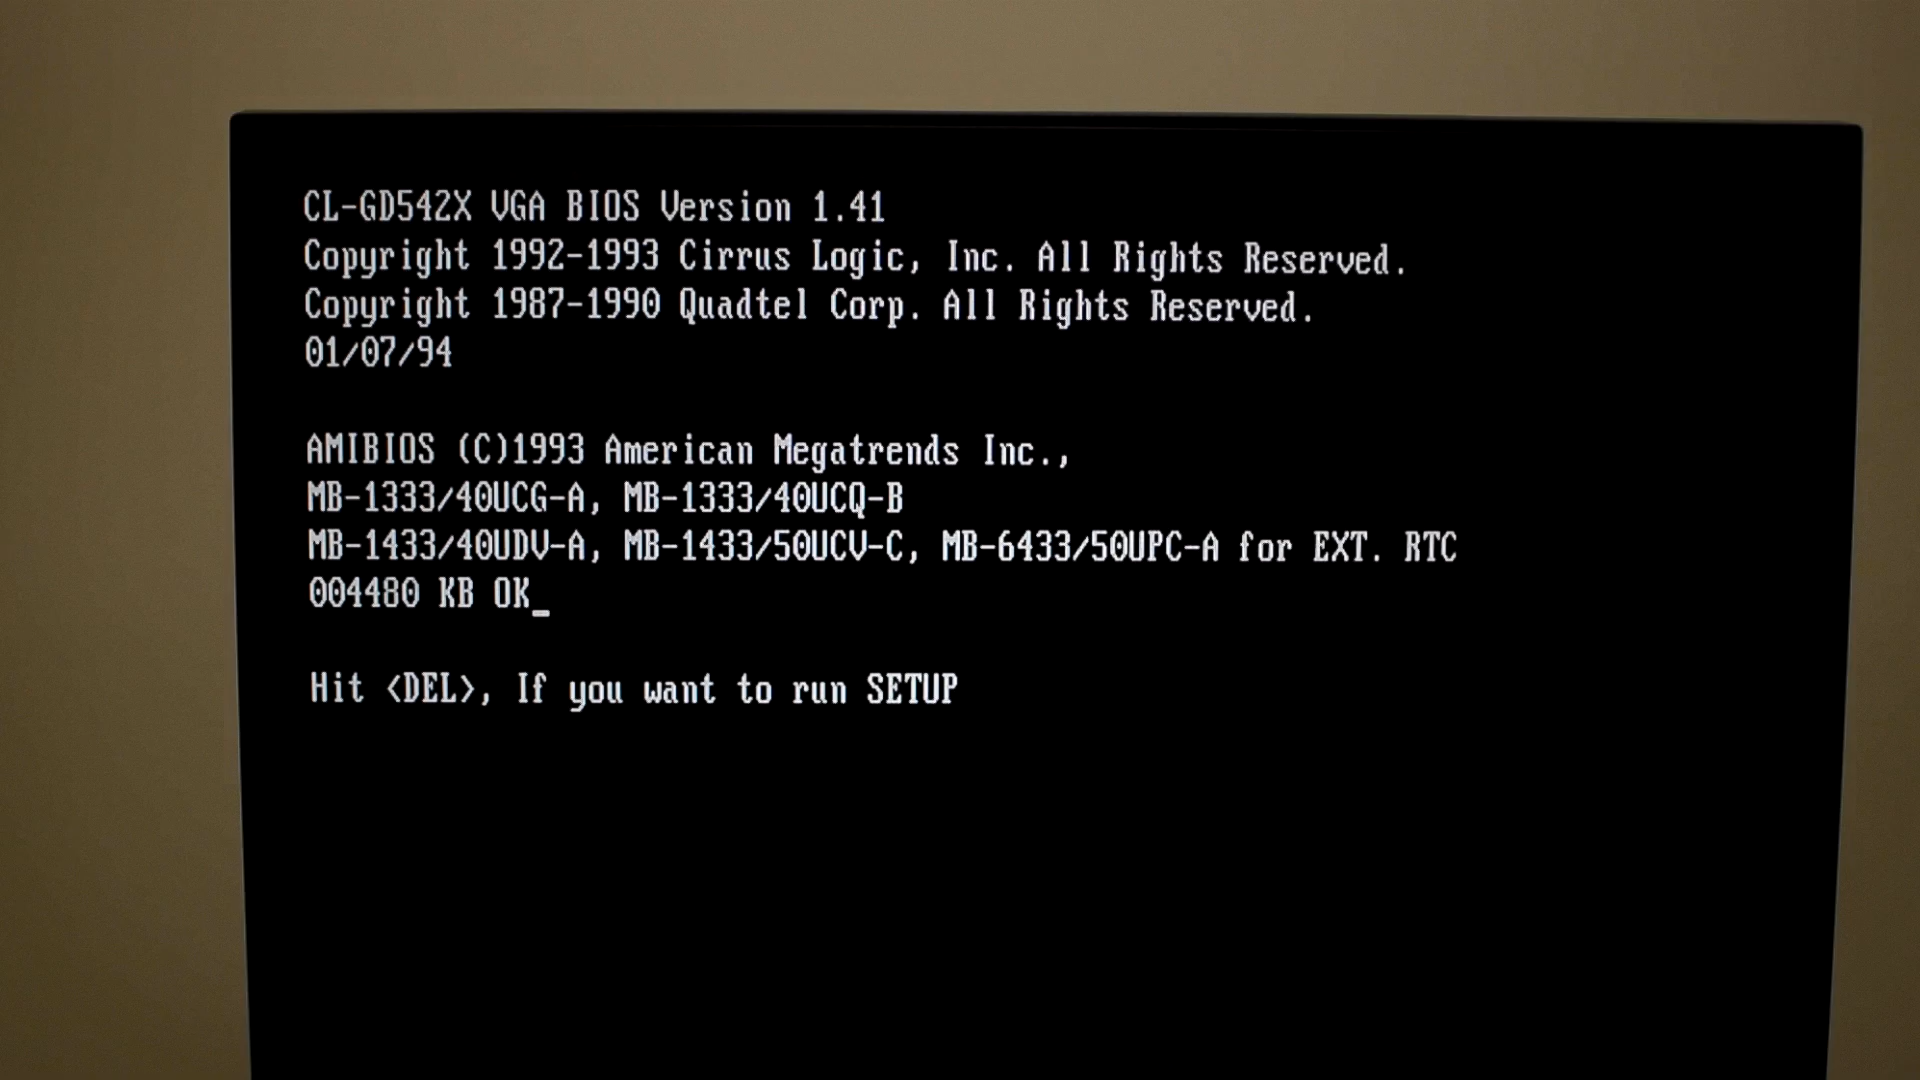 CL-GD542X VGA BIOS Version 1.41
Copyright 1992-1993 Cirrus Logic, Inc. All Rights Reserved.
Copyright 1987-1990 Quadtel Corp. All Rights Reserved.
01/07/94
AMIBIOS (C)1993 American Megatrends Inc.,
MB-1333/40UCG-A, MB-1333/40UCQ-B
MB-1433/40UDV-A, MB-1433/50UCV-C, MB-6433/50UPC-A for EXT. RTC
004480 KB OK_
Hit <DEL>, If you want to run SETUP